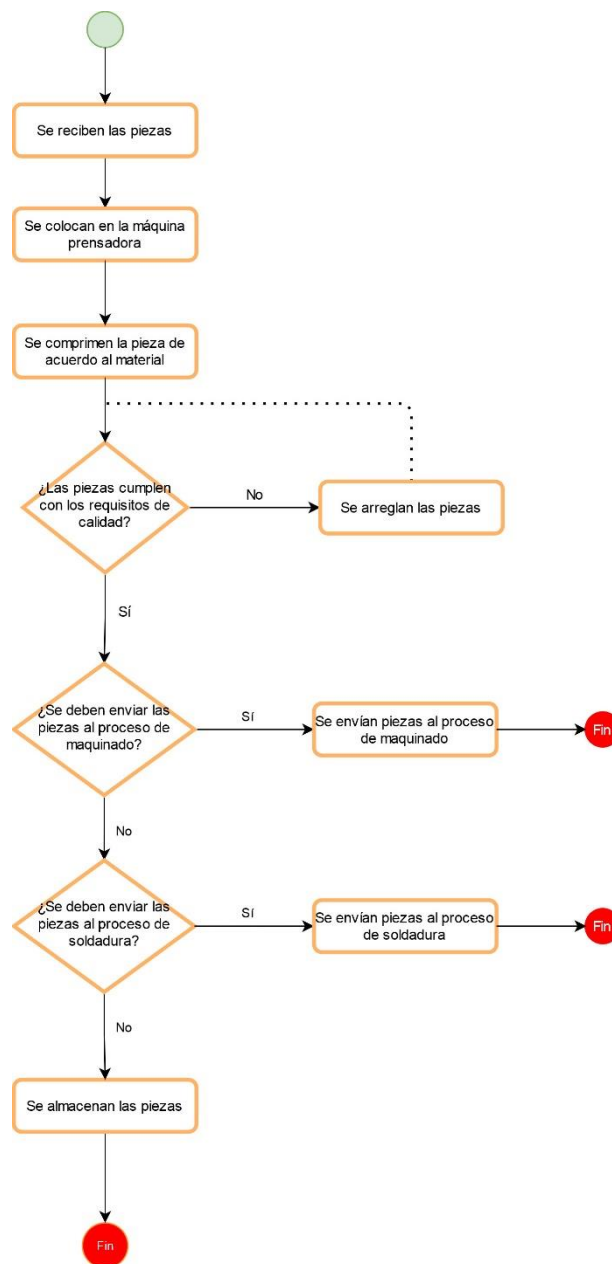 Se reciben las piezas
Se colocan en la máquina
prensadora
Se comprimen la pieza de
acuerdo al material
¿Las piezas cumplen
con los requisitos de
calidad?
No
Se arreglan las piezas
Sí
¿Se deben enviar las
piezas al proceso de
maquinado?
Sí
Se envían piezas al proceso
de maquinado
Fin
No
¿Se deben enviar las
piezas al proceso de
soldadura?
Sí
Se envían piezas al proceso
de soldadura
Fin
No
Se almacenan las piezas
Fin